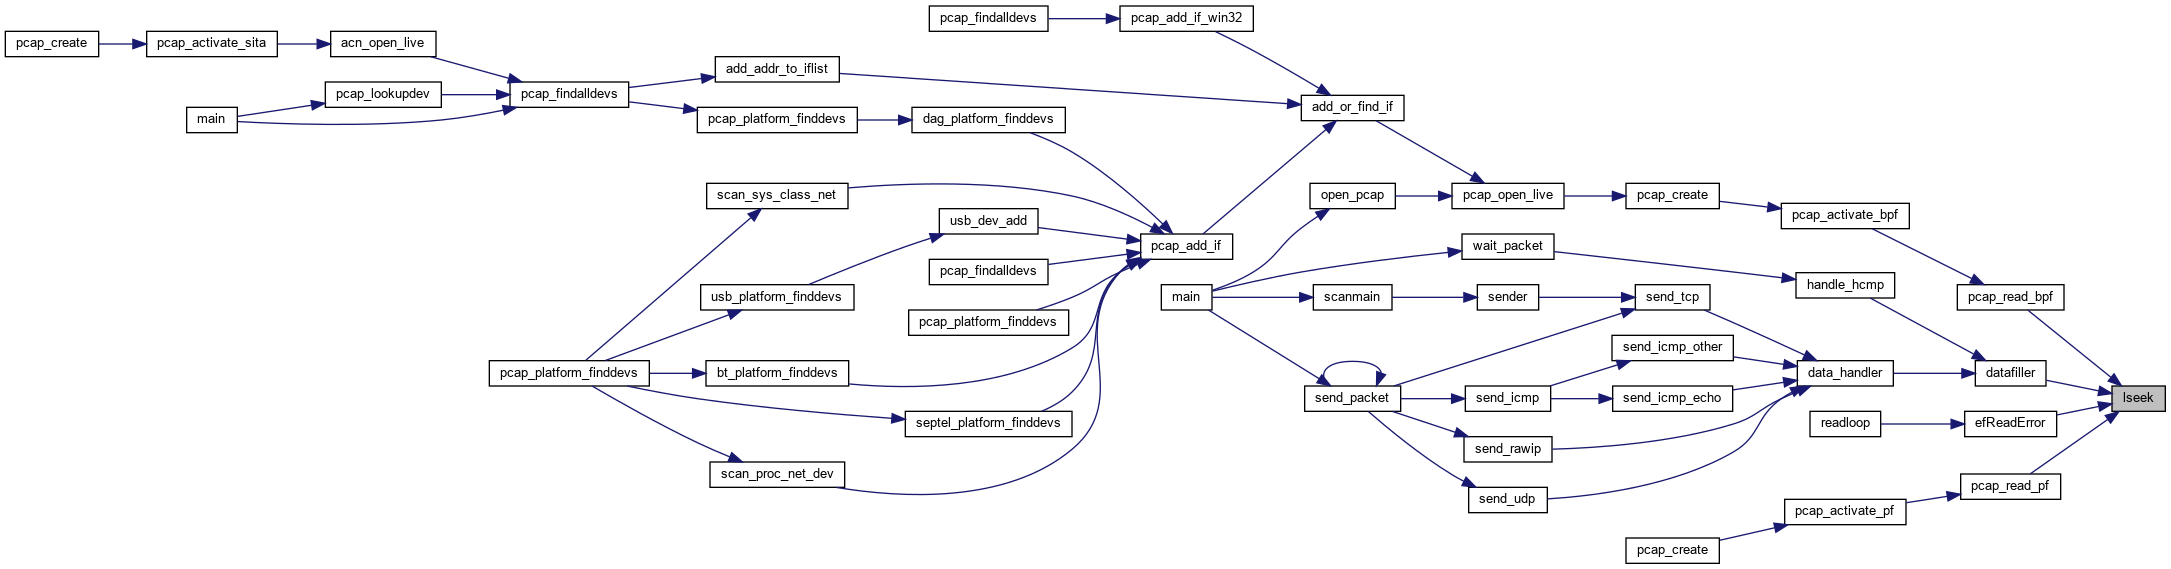 pcap_findalldevs
pcap_add_if_win32
pcap_create
pcap_activate_sita
acn_open_live
add_addr_to_iflist
pcap_lookupdev
pcap_findalldevs
add_or_find_if
main
pcap_platform_finddevs
dag_platform_finddevs
scan_sys_class_net
open_pcap
pcap_open_live
pcap_create
pcap_activate_bpf
usb_dev_add
pcap_add_if
wait_packet
pcap_findalldevs
handle_hcmp
usb_platform_finddevs
main
scanmain
sender
send_tcp
pcap_read_bpf
pcap_platform_finddevs
send_icmp_other
pcap_platform_finddevs
bt_platform_finddevs
data_handler
datafiller
send_packet
send_icmp
send_icmp_echo
lseek
septel_platform_finddevs
readloop
efReadError
send_rawip
scan_proc_net_dev
pcap_read_pf
send_udp
pcap_activate_pf
pcap_create